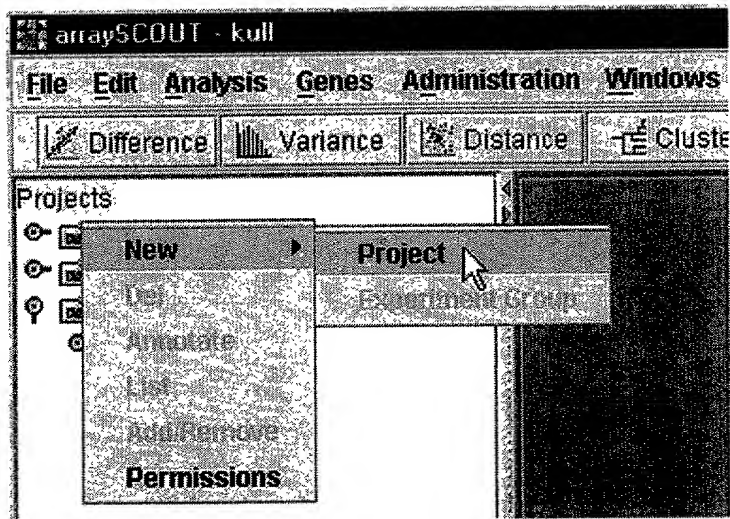 arraySCOUT - kull
File Edit Analysis Genes Administration Windows
Difference Variance Distance Cluste
Projects
New Project
Del Experiment Group
Annotate
List
Add/Remove
Permissions